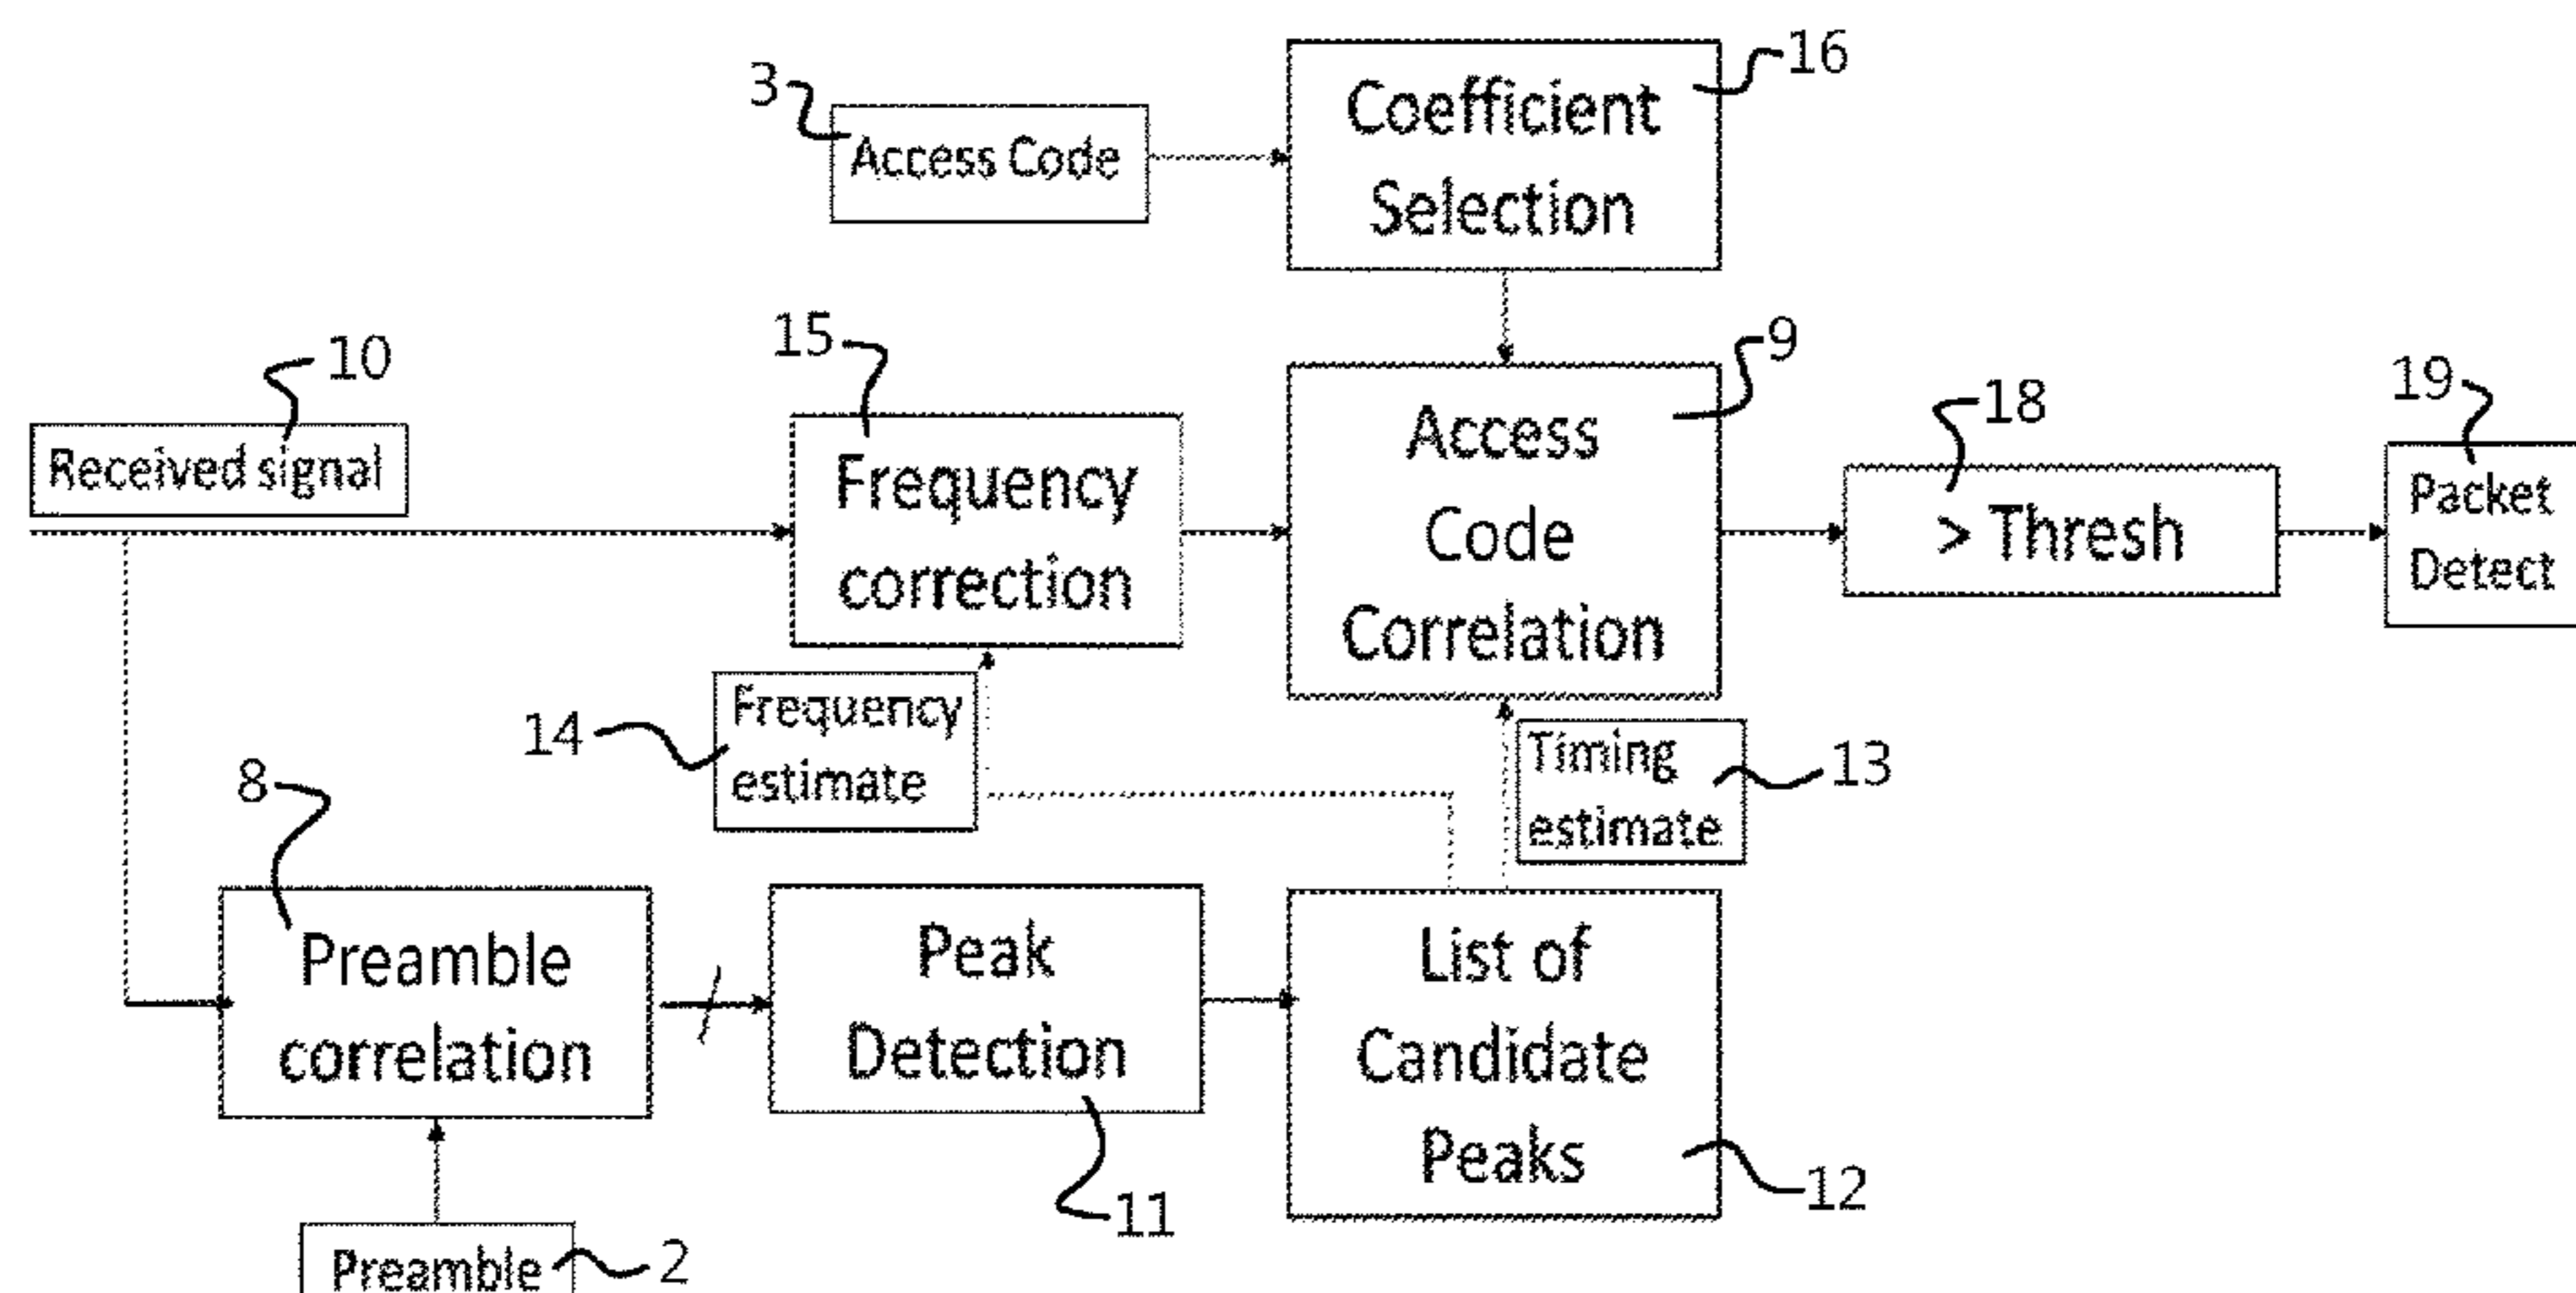 16
Coefficient
Selection
3
Access Code
10
Received signal
15
Frequency
correction
9
Access
Code
Correlation
18
> Thresh
19
Packet
Detect
14
Frequency
estimate
Timing
estimate
13
8
Preamble
correlation
Peak
Detection
11
List of
Candidate
Peaks
12
Preamble
2